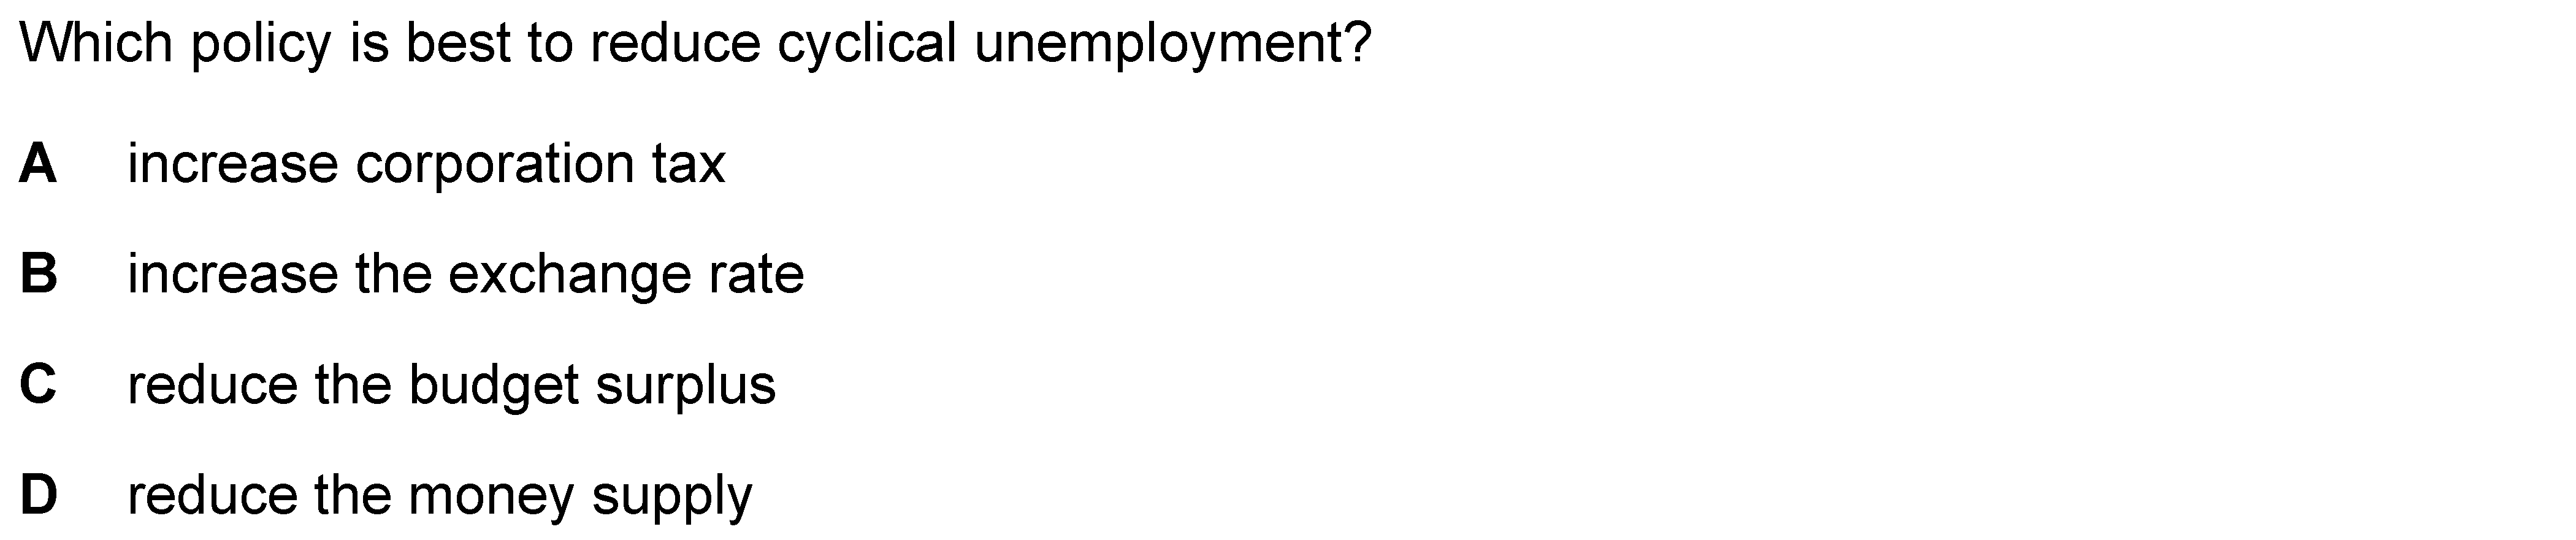 Which policy is best to reduce cyclical unemployment?
A increase corporation tax
B increase the exchange rate
C reduce the budget surplus
D reduce the money supply